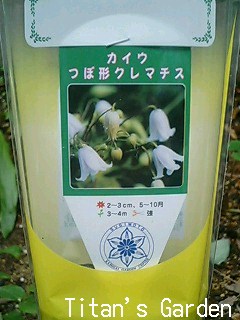 カイウ
つぼ形クレマチス
2〜3cm, 5〜10月
3〜4m 強
SUGIMOTO
Titan's Garden